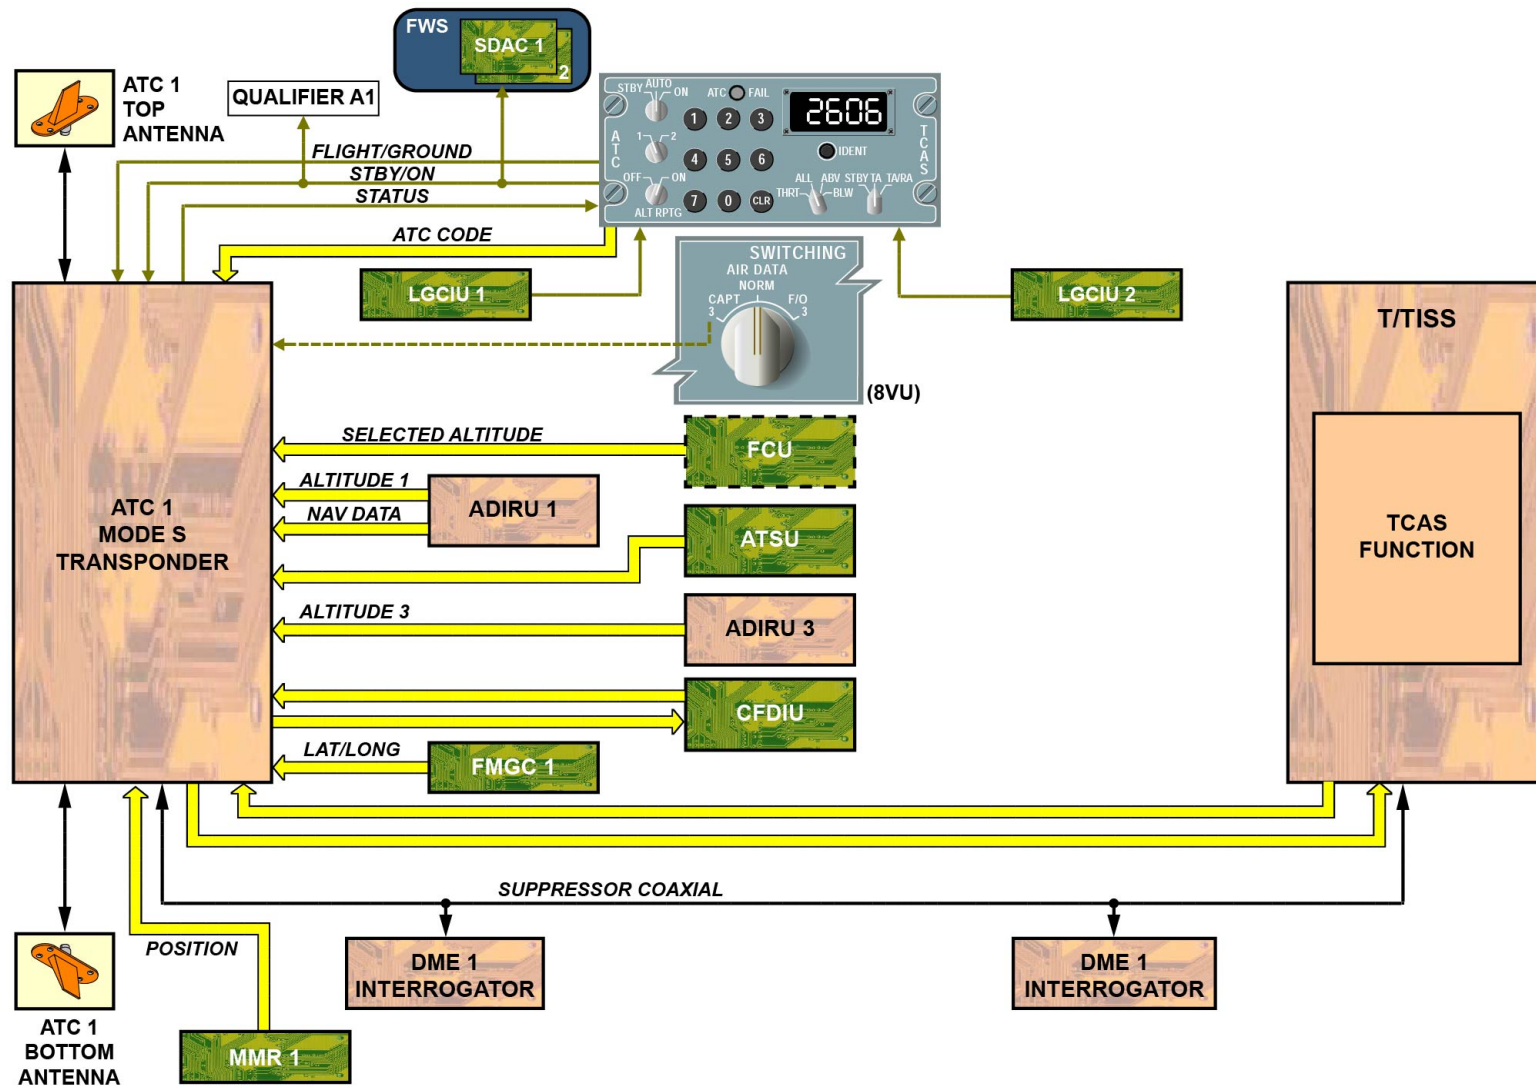 FWS
SDAC 1
2
ATC 1
TOP
ANTENNA
QUALIFIER A1
FLIGHT/GROUND
STBY/ON
STATUS
ATC CODE
STBY
AUTO
ON
ATC
FAIL
2606
ATC
1
2
1
2
3
4
5
6
7
0
CLR
IDENT
TCAS
OFF
ON
ALT RPTG
THRT
ALL
ABV
BLW
STBY
TA
TA/RA
LGCIU 1
SWITCHING
AIR DATA
NORM
CAPT
3
F/O
3
(8VU)
LGCIU 2
T/TISS
TCAS
FUNCTION
SELECTED ALTITUDE
FCU
ALTITUDE 1
NAV DATA
ADIRU 1
ATC 1
MODE S
TRANSPONDER
ATSU
ALTITUDE 3
ADIRU 3
CFDIU
LAT/LONG
FMGC 1
SUPPRESSOR COAXIAL
POSITION
DME 1
INTERROGATOR
DME 1
INTERROGATOR
ATC 1
BOTTOM
ANTENNA
MMR 1